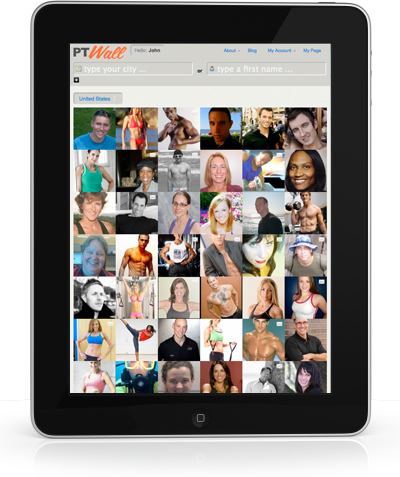 PT Wall Hello, John About Blog My Account My Page
type your city ... or type a first name ...
United States